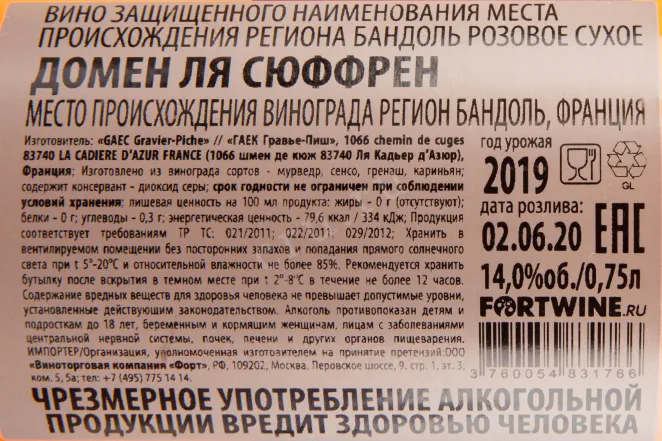 ВИНО ЗАЩИЩЕННОГО НАИМЕНОВАНИЯ МЕСТА
ПРОИСХОЖДЕНИЯ РЕГИОНА БАНДОЛЬ РОЗОВОЕ СУХОЕ
ДОМЕН ЛЯ СЮФФРЕН
МЕСТО ПРОИСХОЖДЕНИЯ ВИНОГРАДА РЕГИОН БАНДОЛЬ, ФРАНЦИЯ
Изготовитель: «GAEC Gravier-Piche» // «ГАЕК Гравье-Пиш», 1066 chemin de cuges
83740 LA CADIERE D'AZUR FRANCE (1066 шмен де кюж 83740 Ля Кадьер д'Азюр),
Франция; Изготовлено из винограда сортов - мурведр, сенсо, гренаш, кариньян;
содержит консервант - диоксид серы; срок годности не ограничен при соблюдении
условий хранения; пищевая ценность на 100 мл продукта: жиры - 0 г (отсутствуют);
белки - 0 г; углеводы - 0,3 г; энергетическая ценность - 79,6 ккал / 334 кДж; Продукция
соответствует требованиям ТР ТС: 021/2011; 022/2011; 029/2012; Хранить в
вентилируемом помещении без посторонних запахов и попадания прямого солнечного
света при t 5°-20°С и относительной влажности не более 85%. Рекомендуется хранить
бутылку после вскрытия в темном месте при t 2°-8°С в течение не более 12 часов.
Содержание вредных веществ для здоровья человека не превышает допустимые уровни,
установленные действующим законодательством. Алкоголь противопоказан детям и
подросткам до 18 лет, беременным и кормящим женщинам, лицам с заболеваниями
центральной нервной системы, почек, печени и других органов пищеварения.
ИМПОРТЕР/Организация, уполномоченная изготовителем на принятие претензий:ООО
«Виноторговая компания «Форт», РФ, 109202, Москва, Перовское шоссе, 9, стр. 1, эт. 3,
ком. 5, 5а; тел: +7 (495) 775 14 14.
год урожая
2019
GL
дата розлива:
02.06.20 EAC
14,0%об./0,75л
FORTWINE.RU
3 760054 831766
ЧРЕЗМЕРНОЕ УПОТРЕБЛЕНИЕ АЛКОГОЛЬНОЙ
ПРОДУКЦИИ ВРЕДИТ ЗДОРОВЬЮ ЧЕЛОВЕКА